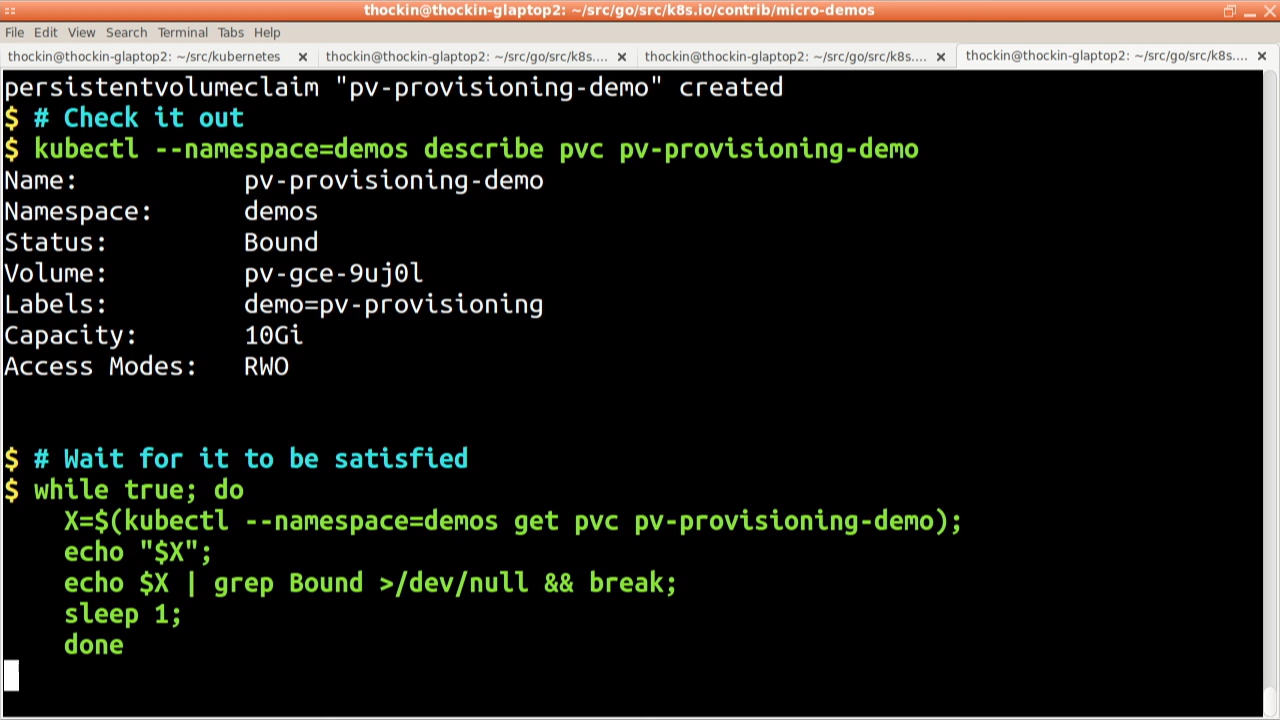 thockin@thockin-glaptop2: ~/src/go/src/k8s.io/contrib/micro-demos
File Edit View Search Terminal Tabs Help
thockin@thockin-glaptop2: ~/src/kubernetes
thockin@thockin-glaptop2: ~/src/go/src/k8s....
thockin@thockin-glaptop2: ~/src/go/src/k8s....
thockin@thockin-glaptop2: ~/src/go/src/k8s....
persistentvolumeclaim "pv-provisioning-demo" created
$ # Check it out
$ kubectl --namespace=demos describe pvc pv-provisioning-demo
Name: pv-provisioning-demo
Namespace: demos
Status: Bound
Volume: pv-gce-9uj0l
Labels: demo=pv-provisioning
Capacity: 10Gi
Access Modes: RWO
$ # Wait for it to be satisfied
$ while true; do
X=$(kubectl --namespace=demos get pvc pv-provisioning-demo);
echo "$X";
echo $X | grep Bound >/dev/null && break;
sleep 1;
done